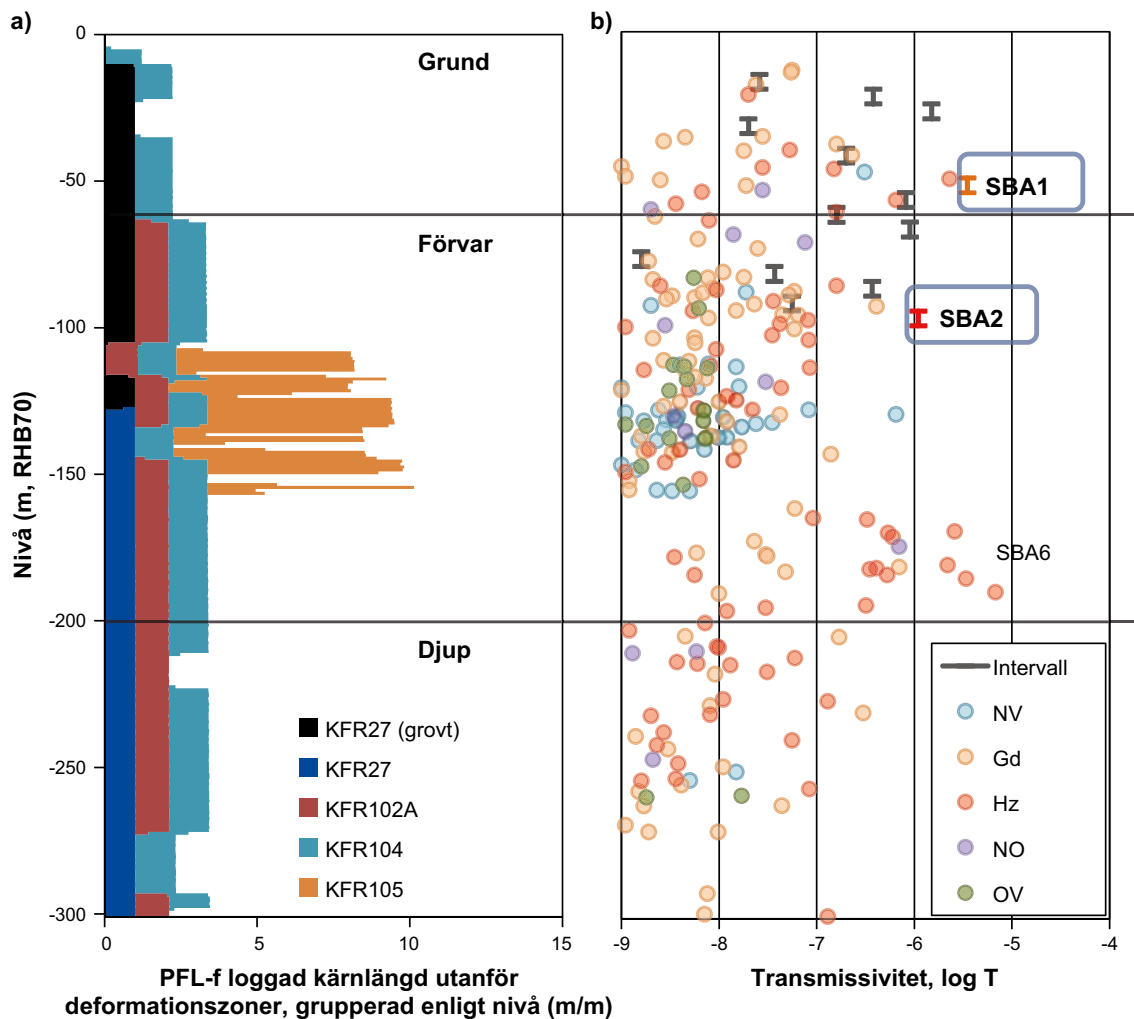 a)
b)
0
-50
-100
-150
-200
-250
-300
Nivå (m, RHB70)
Grund
Förvar
Djup
KFR27 (grovt)
KFR27
KFR102A
KFR104
KFR105
0
5
10
15
PFL-f loggad kärnlängd utanför
deformationszoner, grupperad enligt nivå (m/m)
SBA1
SBA2
SBA6
Intervall
NV
Gd
Hz
NO
OV
-9
-8
-7
-6
-5
-4
Transmissivitet, log T